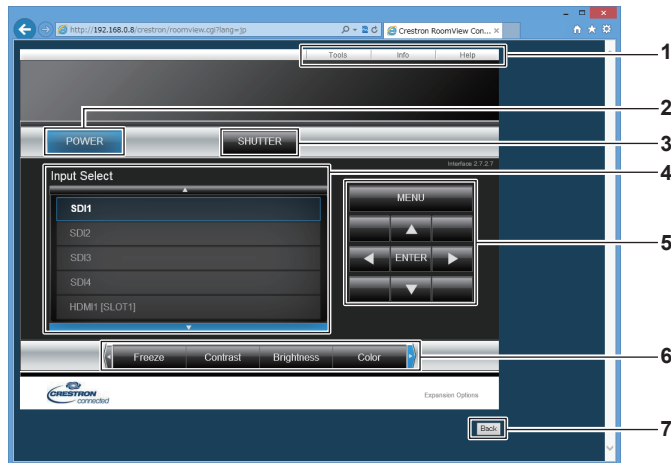 http://192.168.0.8/crestron/roomview.cgi?lang=jp
Crestron RoomView Con... ×
Tools Info Help
1
2
POWER
SHUTTER
3
Interface 2.7.2.7
Input Select
4
SDI1
SDI2
SDI3
SDI4
HDMI1 [SLOT1]
MENU
ENTER
5
Freeze Contrast Brightness Color
6
CRESTRON
connected
Expansion Options
Back
7